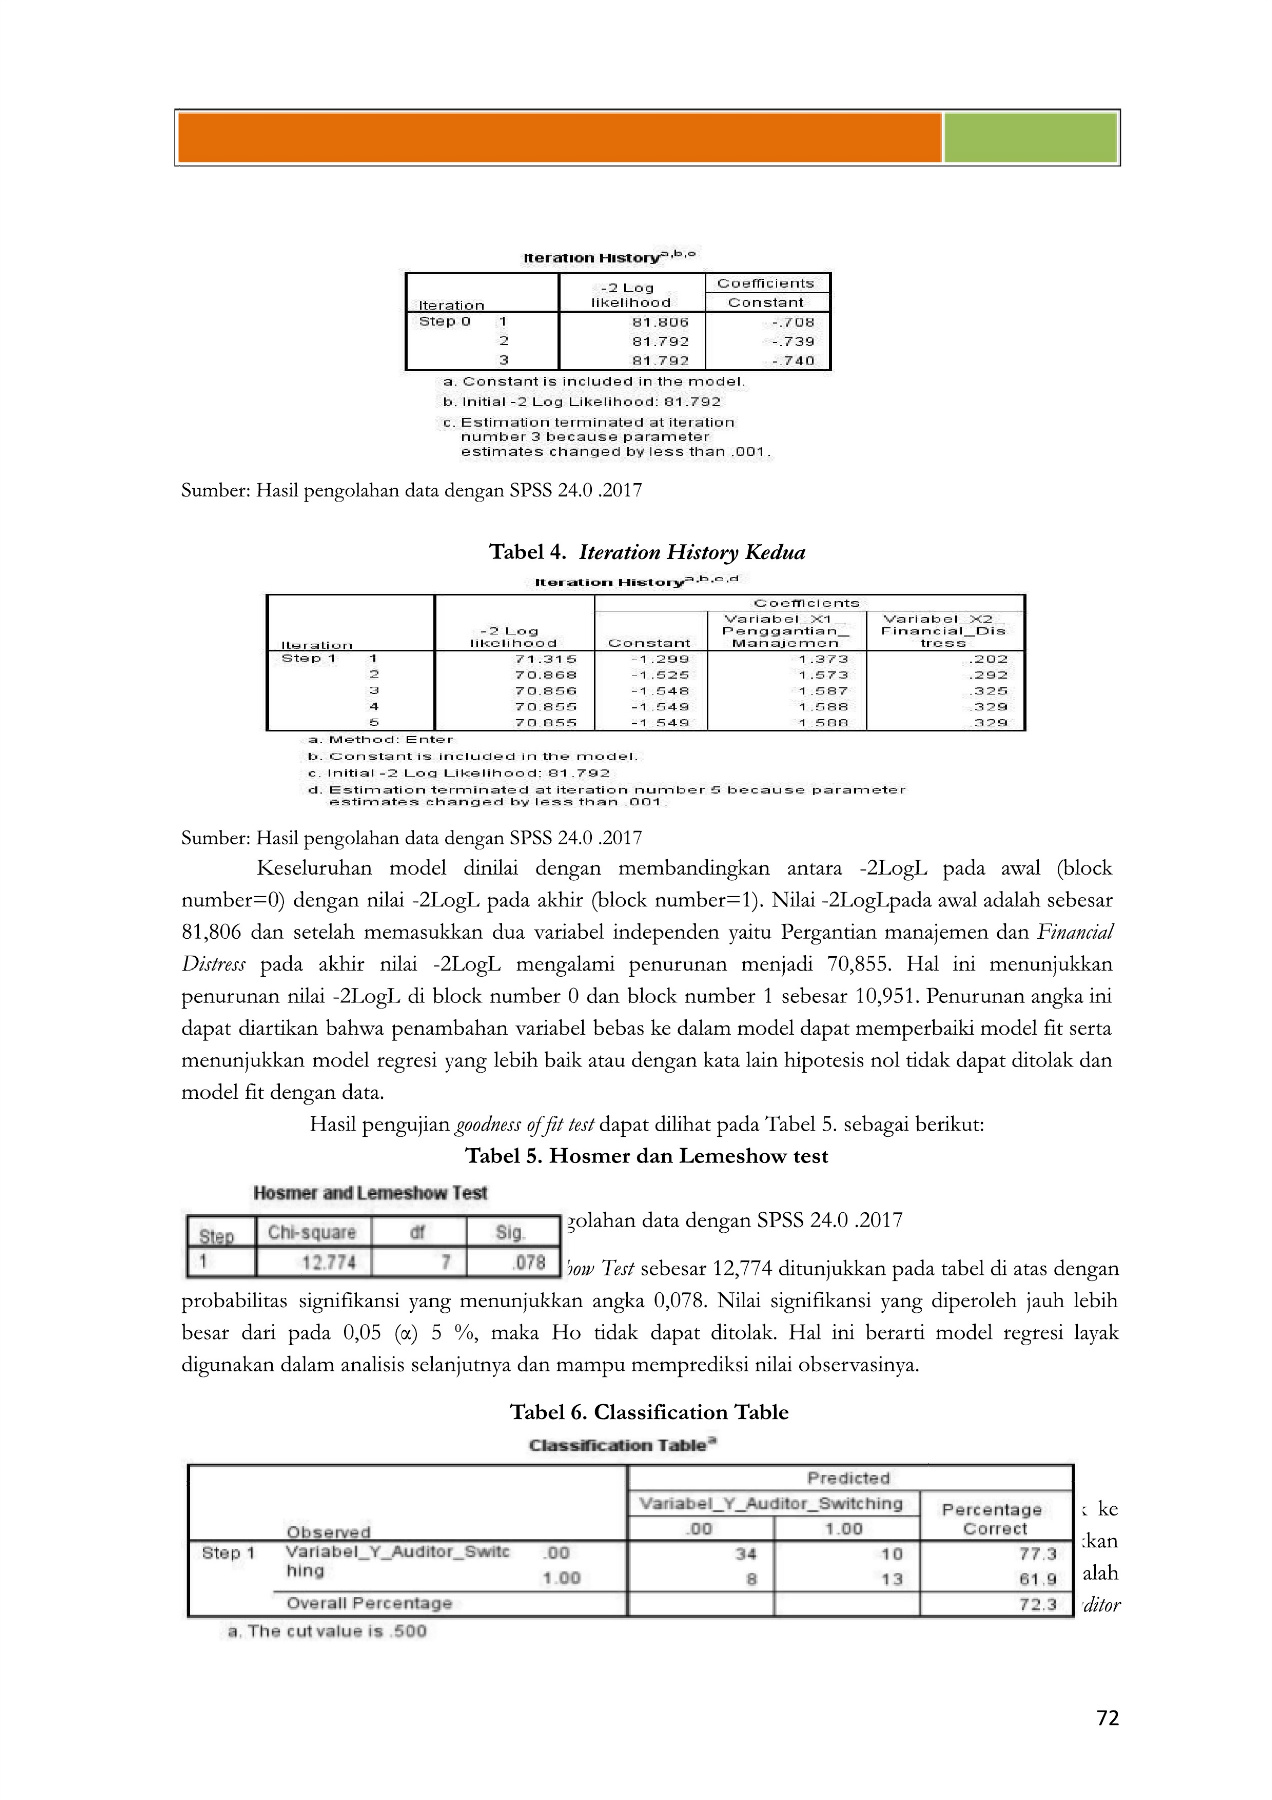 Iteration History a,b,c
Iteration -2 Log likelihood Coefficients Constant
Step 0 1 81.806 -.708
2 81.792 -.739
3 81.792 -.740
a. Constant is included in the model.
b. Initial -2 Log Likelihood: 81.792
c. Estimation terminated at iteration
number 3 because parameter
estimates changed by less than .001.
Sumber: Hasil pengolahan data dengan SPSS 24.0 .2017
Tabel 4. Iteration History Kedua
Iteration History a,b,c,d
Coefficients
Iteration -2 Log likelihood Constant Variabel_X1_Penggantian_Manajemen Variabel_X2_Financial_Distress
Step 1 1 71.315 -1.299 1.373 .202
2 70.868 -1.525 1.573 .292
3 70.856 -1.548 1.587 .325
4 70.855 -1.549 1.588 .329
5 70.855 -1.549 1.588 .329
a. Method: Enter
b. Constant is included in the model.
c. Initial -2 Log Likelihood: 81.792
d. Estimation terminated at iteration number 5 because parameter
estimates changed by less than .001.
Sumber: Hasil pengolahan data dengan SPSS 24.0 .2017
Keseluruhan model dinilai dengan membandingkan antara -2LogL pada awal (block
number=0) dengan nilai -2LogL pada akhir (block number=1). Nilai -2LogLpada awal adalah sebesar
81,806 dan setelah memasukkan dua variabel independen yaitu Pergantian manajemen dan Financial
Distress pada akhir nilai -2LogL mengalami penurunan menjadi 70,855. Hal ini menunjukkan
penurunan nilai -2LogL di block number 0 dan block number 1 sebesar 10,951. Penurunan angka ini
dapat diartikan bahwa penambahan variabel bebas ke dalam model dapat memperbaiki model fit serta
menunjukkan model regresi yang lebih baik atau dengan kata lain hipotesis nol tidak dapat ditolak dan
model fit dengan data.
Hasil pengujian goodness of fit test dapat dilihat pada Tabel 5. sebagai berikut:
Tabel 5. Hosmer dan Lemeshow test
Hosmer and Lemeshow Test
Step Chi-square df Sig.
1 12.774 7 .078
golahan data dengan SPSS 24.0 .2017
how Test sebesar 12,774 ditunjukkan pada tabel di atas dengan
probabilitas signifikansi yang menunjukkan angka 0,078. Nilai signifikansi yang diperoleh jauh lebih
besar dari pada 0,05 (α) 5 %, maka Ho tidak dapat ditolak. Hal ini berarti model regresi layak
digunakan dalam analisis selanjutnya dan mampu memprediksi nilai observasinya.
Tabel 6. Classification Table
Classification Table a
Predicted
Variabel_Y_Auditor_Switching Percentage Correct
Observed .00 1.00
Step 1 Variabel_Y_Auditor_Switching .00 34 10 77.3
1.00 8 13 61.9
Overall Percentage 72.3
a. The cut value is .500
ke
kan
alah
ditor
72